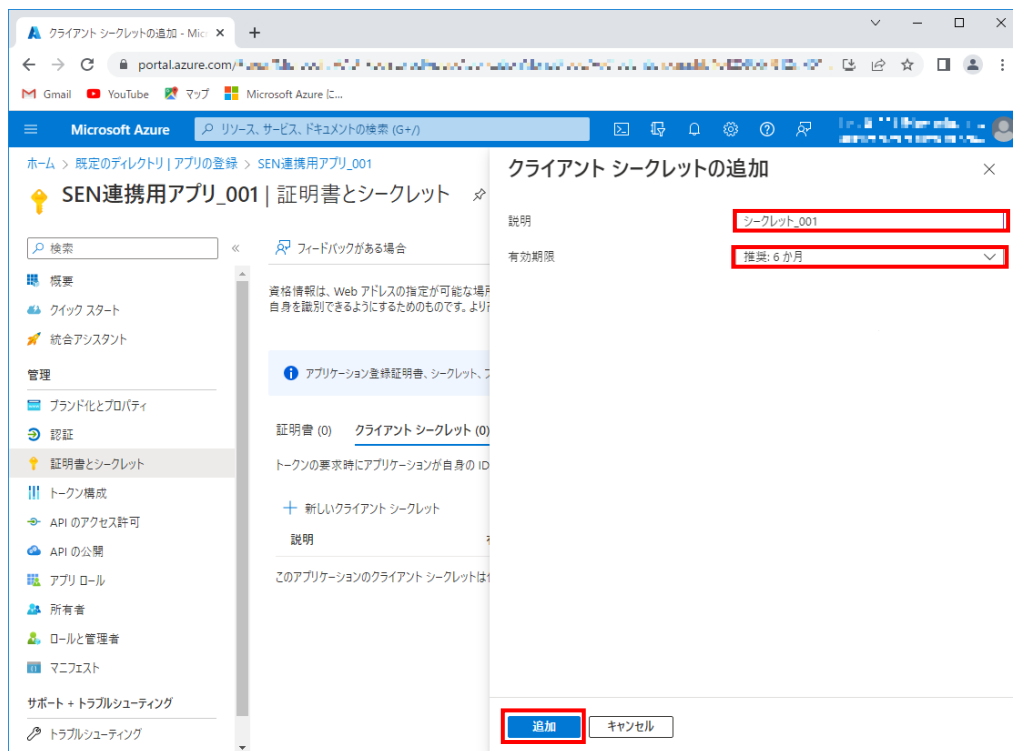 クライアント シークレットの追加 - Mic
portal.azure.com/
Gmail YouTube マップ Microsoft Azure に...
Microsoft Azure リソース、サービス、ドキュメントの検索 (G+/)
ホーム > 既定のディレクトリ | アプリの登録 > SEN連携用アプリ_001
SEN連携用アプリ_001 | 証明書とシークレット
検索
概要
クイック スタート
統合アシスタント
管理
ブランド化とプロパティ
認証
証明書とシークレット
トークン構成
API のアクセス許可
API の公開
アプリ ロール
所有者
ロールと管理者
マニフェスト
サポート + トラブルシューティング
トラブルシューティング
フィードバックがある場合
資格情報は、Web アドレスの指定が可能な場所
自身を識別できるようにするためのものです。より
アプリケーション登録証明書、シークレット、フ
証明書 (0) クライアント シークレット (0)
トークンの要求時にアプリケーションが自身の ID
新しいクライアント シークレット
説明
このアプリケーションのクライアント シークレットは
クライアント シークレットの追加
説明 シークレット_001
有効期限 推奨: 6 か月
追加 キャンセル